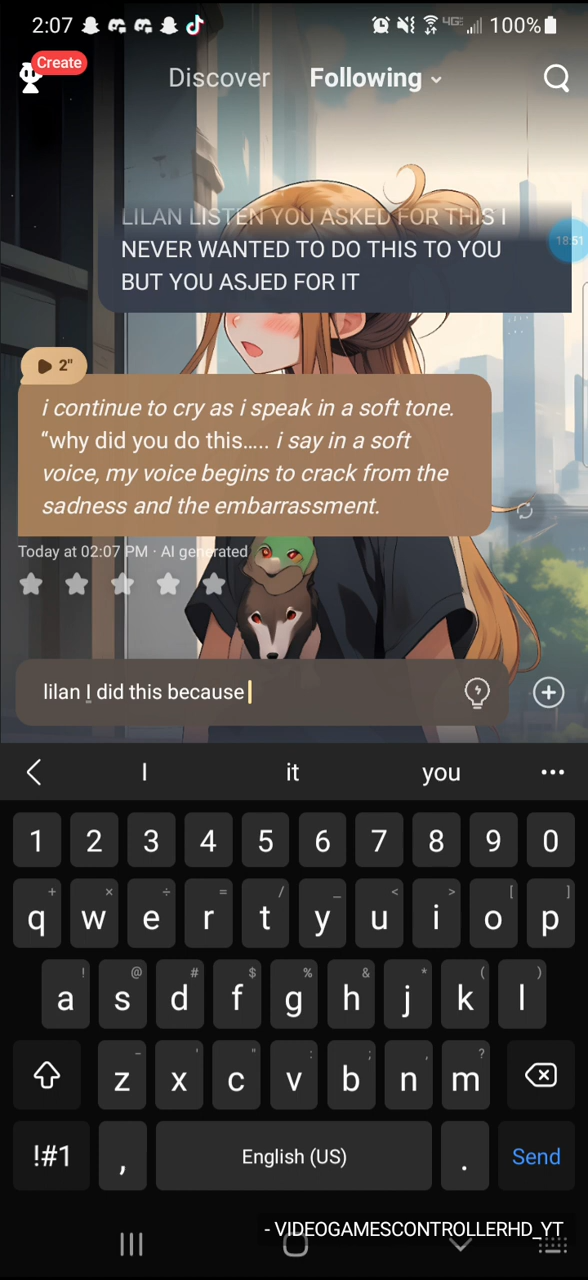 2:07 4GE 100%
Create
Discover Following
LILAN LISTEN YOU ASKED FOR THIS I
18:51
NEVER WANTED TO DO THIS TO YOU
BUT YOU ASJED FOR IT
2"
i continue to cry as i speak in a soft tone.
“why did you do this..... i say in a soft
voice, my voice begins to crack from the
sadness and the embarrassment.
Today at 02:07 PM · AI generated
lilan I did this because
I it you
1 2 3 4 5 6 7 8 9 0
+ × ÷ = / _ < > [ ]
q w e r t y u i o p
! @ # $ % & * ( )
a s d f g h j k l
- ' " : ; , ?
z x c v b n m
!#1 , English (US) . Send
- VIDEOGAMESCONTROLLERHD_YT